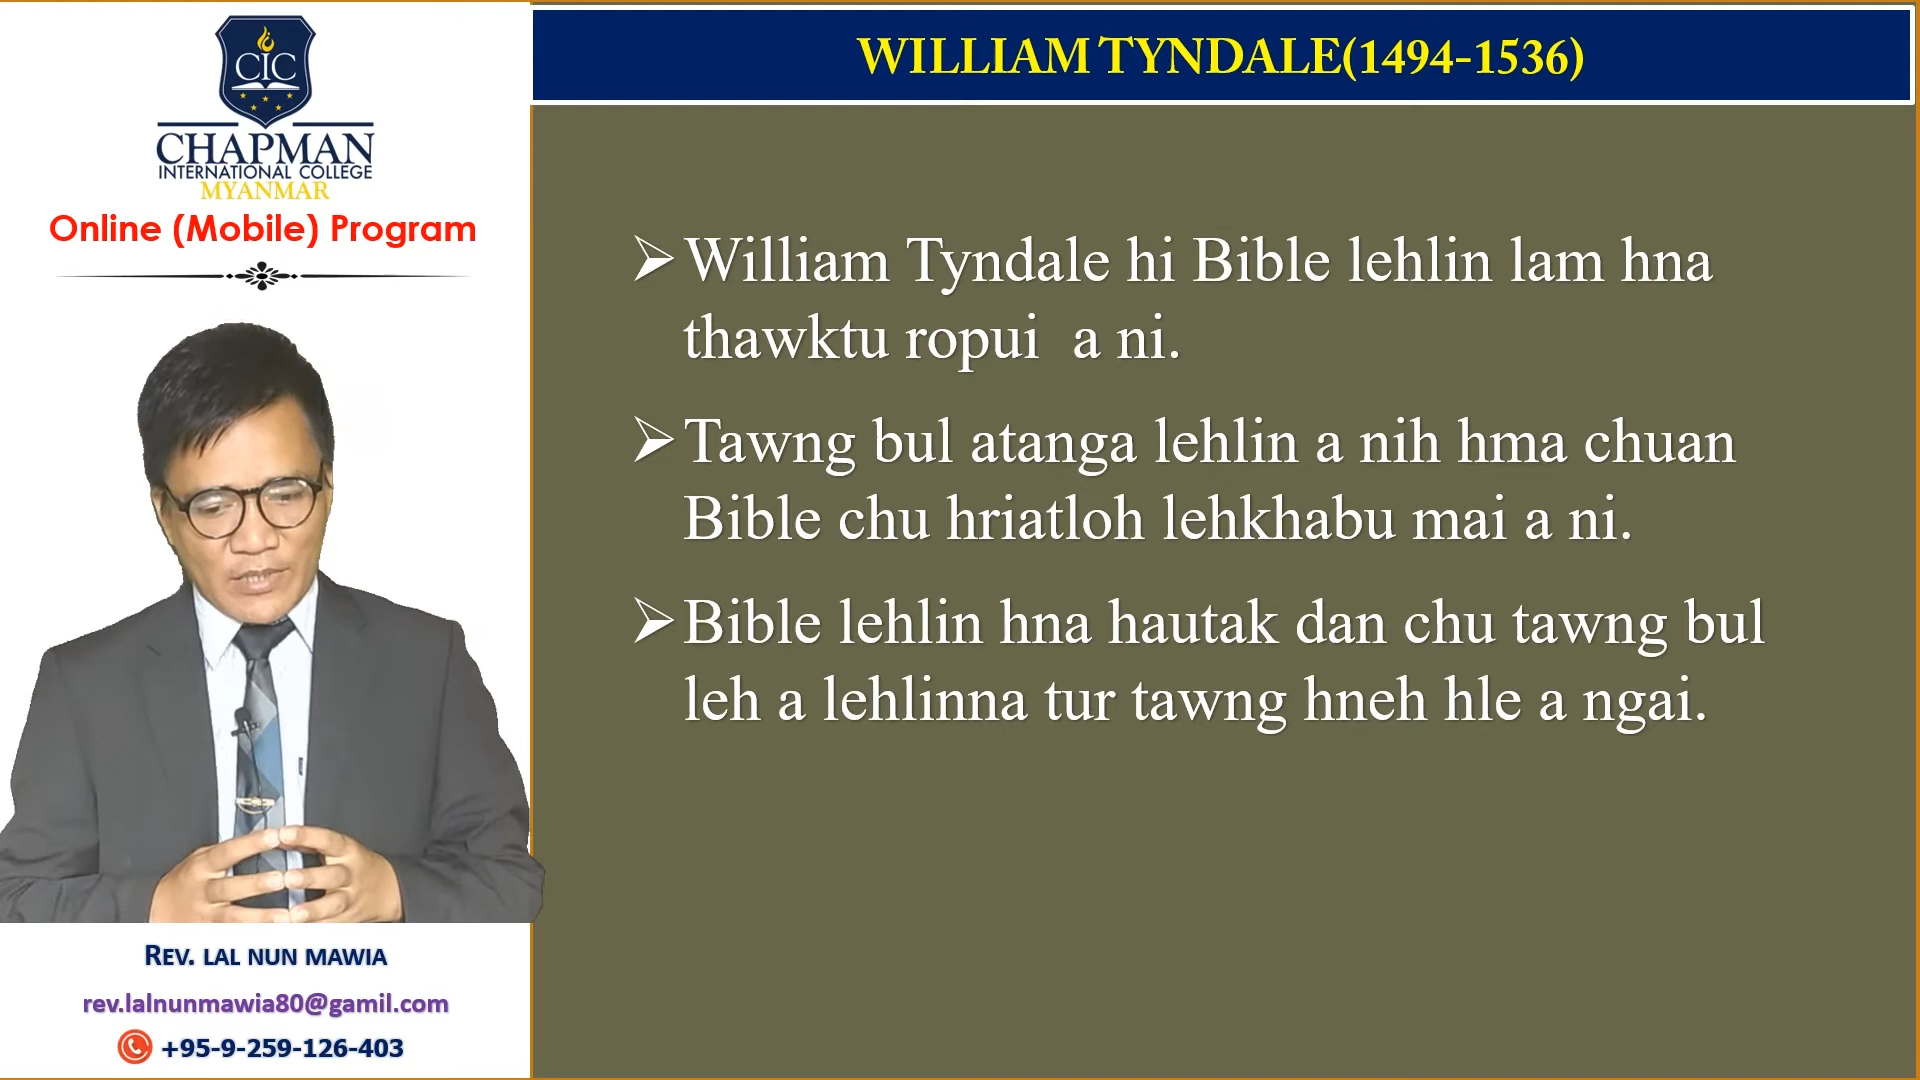 CIC
CHAPMAN
INTERNATIONAL COLLEGE
MYANMAR
Online (Mobile) Program
REV. LAL NUN MAWIA
rev.lalnunmawia80@gamil.com
+95-9-259-126-403
WILLIAM TYNDALE(1494-1536)
William Tyndale hi Bible lehlin lam hna
thawktu ropui a ni.
Tawng bul atanga lehlin a nih hma chuan
Bible chu hriatloh lehkhabu mai a ni.
Bible lehlin hna hautak dan chu tawng bul
leh a lehlinna tur tawng hneh hle a ngai.